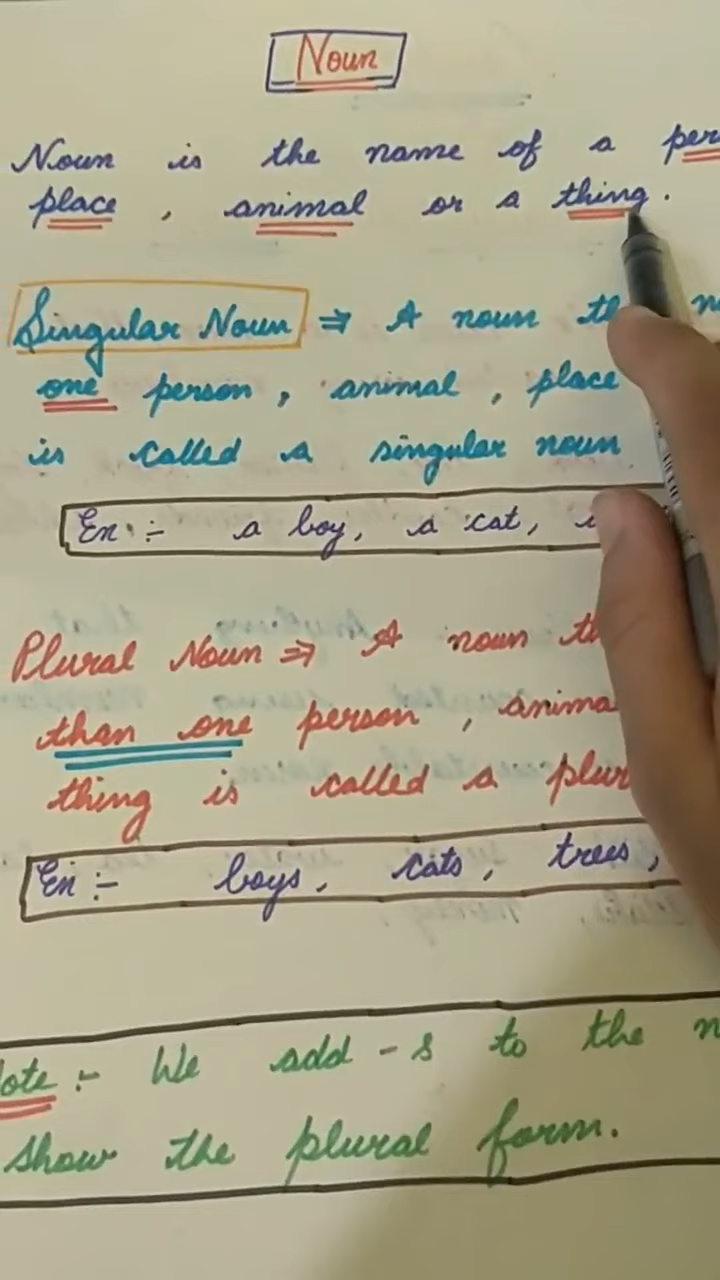 Noun
Noun is the name of a per
place , animal or a thing.
Singular Noun ⇒ A noun th n
one person , animal , place
is called a singular noun
Ex :- a boy, a cat,
Plural Noun ⇒ A noun th
than one person , anima
thing is called a plur
Ex :- boys, cats, trees,
ote :- We add -s to the n
show the plural form.